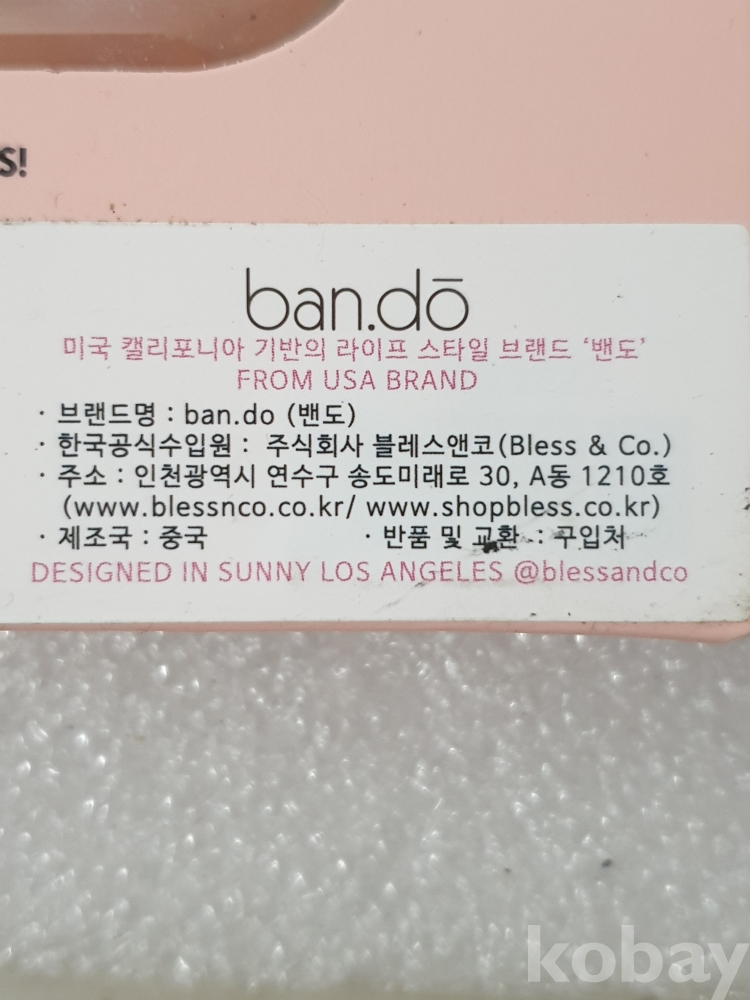 S!
ban.dō
미국 캘리포니아 기반의 라이프 스타일 브랜드 ‘밴도’
FROM USA BRAND
· 브랜드명 : ban.do (밴도)
· 한국공식수입원 : 주식회사 블레스앤코(Bless & Co.)
· 주소 : 인천광역시 연수구 송도미래로 30, A동 1210호
(www.blessnco.co.kr/ www.shopbless.co.kr)
· 제조국 : 중국 · 반품 및 교환 : 구입처
DESIGNED IN SUNNY LOS ANGELES @blessandco
kobay